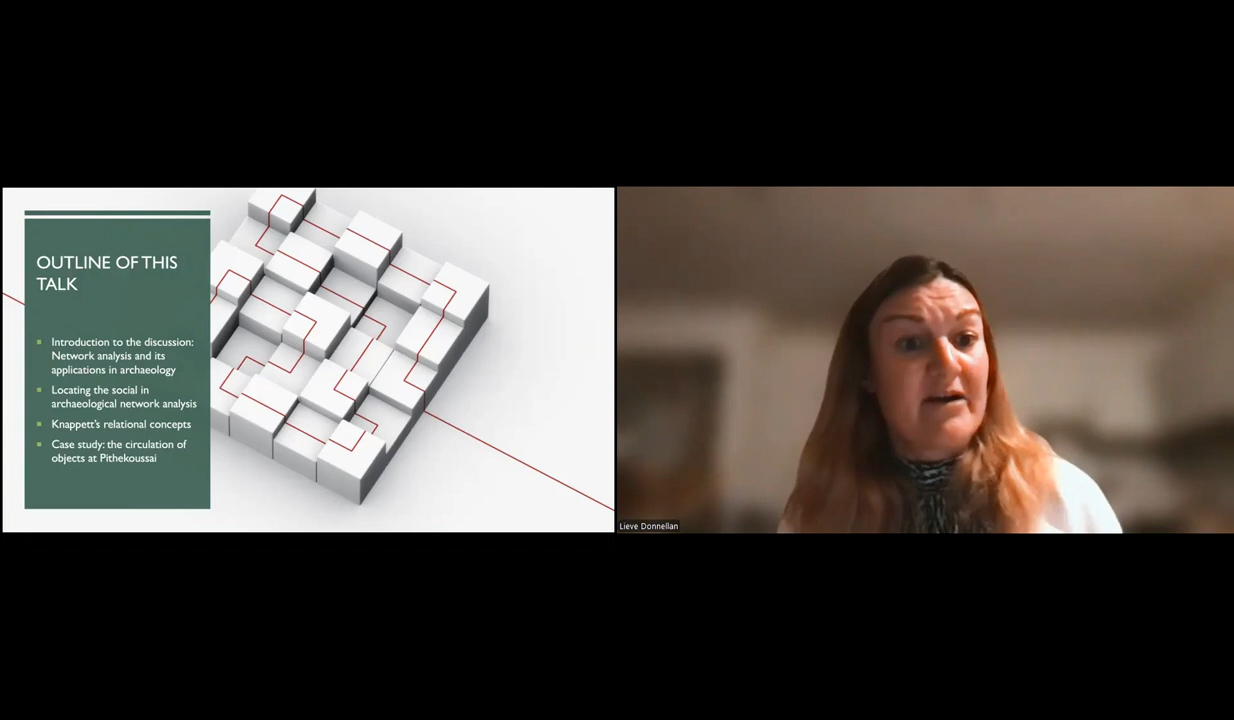 OUTLINE OF THIS
TALK
Introduction to the discussion:
Network analysis and its
applications in archaeology
Locating the social in
archaeological network analysis
Knappett's relational concepts
Case study: the circulation of
objects at Pithekoussai
Lieve Donnellan